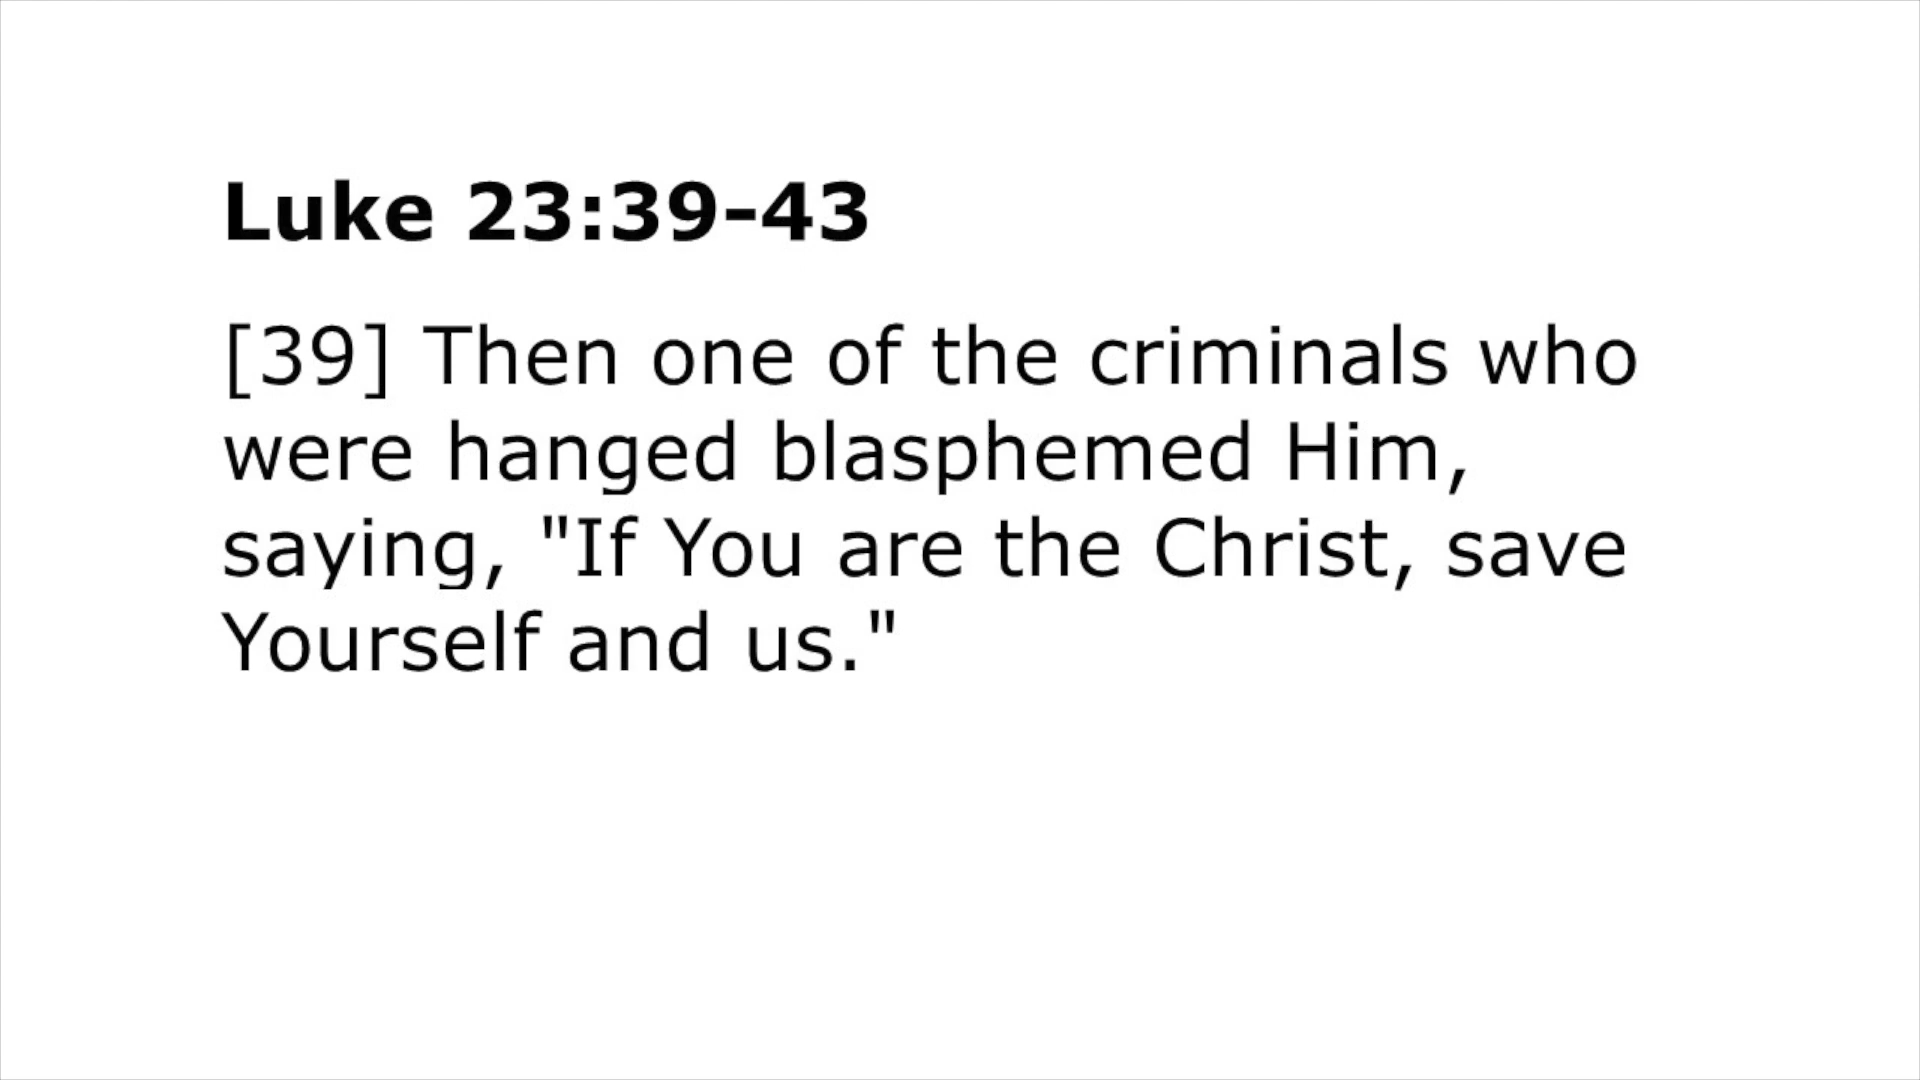 Luke 23:39-43
[39] Then one of the criminals who
were hanged blasphemed Him,
saying, "If You are the Christ, save
Yourself and us."